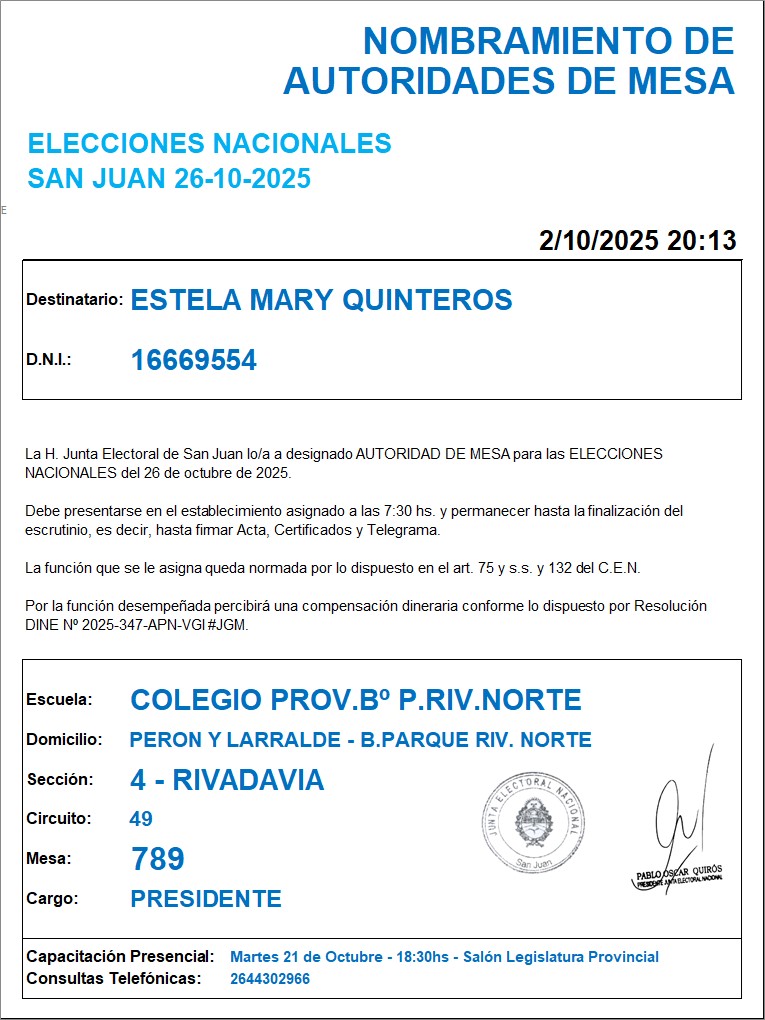 NOMBRAMIENTO DE
AUTORIDADES DE MESA
ELECCIONES NACIONALES
SAN JUAN 26-10-2025
E
2/10/2025 20:13
Destinatario: ESTELA MARY QUINTEROS
D.N.I.: 16669554
La H. Junta Electoral de San Juan lo/a a designado AUTORIDAD DE MESA para las ELECCIONES
NACIONALES del 26 de octubre de 2025.
Debe presentarse en el establecimiento asignado a las 7:30 hs. y permanecer hasta la finalización del
escrutinio, es decir, hasta firmar Acta, Certificados y Telegrama.
La función que se le asigna queda normada por lo dispuesto en el art. 75 y s.s. y 132 del C.E.N.
Por la función desempeñada percibirá una compensación dineraria conforme lo dispuesto por Resolución
DINE Nº 2025-347-APN-VGI#JGM.
Escuela: COLEGIO PROV.Bº P.RIV.NORTE
Domicilio: PERON Y LARRALDE - B.PARQUE RIV. NORTE
Sección: 4 - RIVADAVIA
Circuito: 49
Mesa: 789
Cargo: PRESIDENTE
JUNTA ELECTORAL NACIONAL
San Juan
PABLO OSCAR QUIRÓS
PRESIDENTE JUNTA ELECTORAL NACIONAL
Capacitación Presencial: Martes 21 de Octubre - 18:30hs - Salón Legislatura Provincial
Consultas Telefónicas: 2644302966